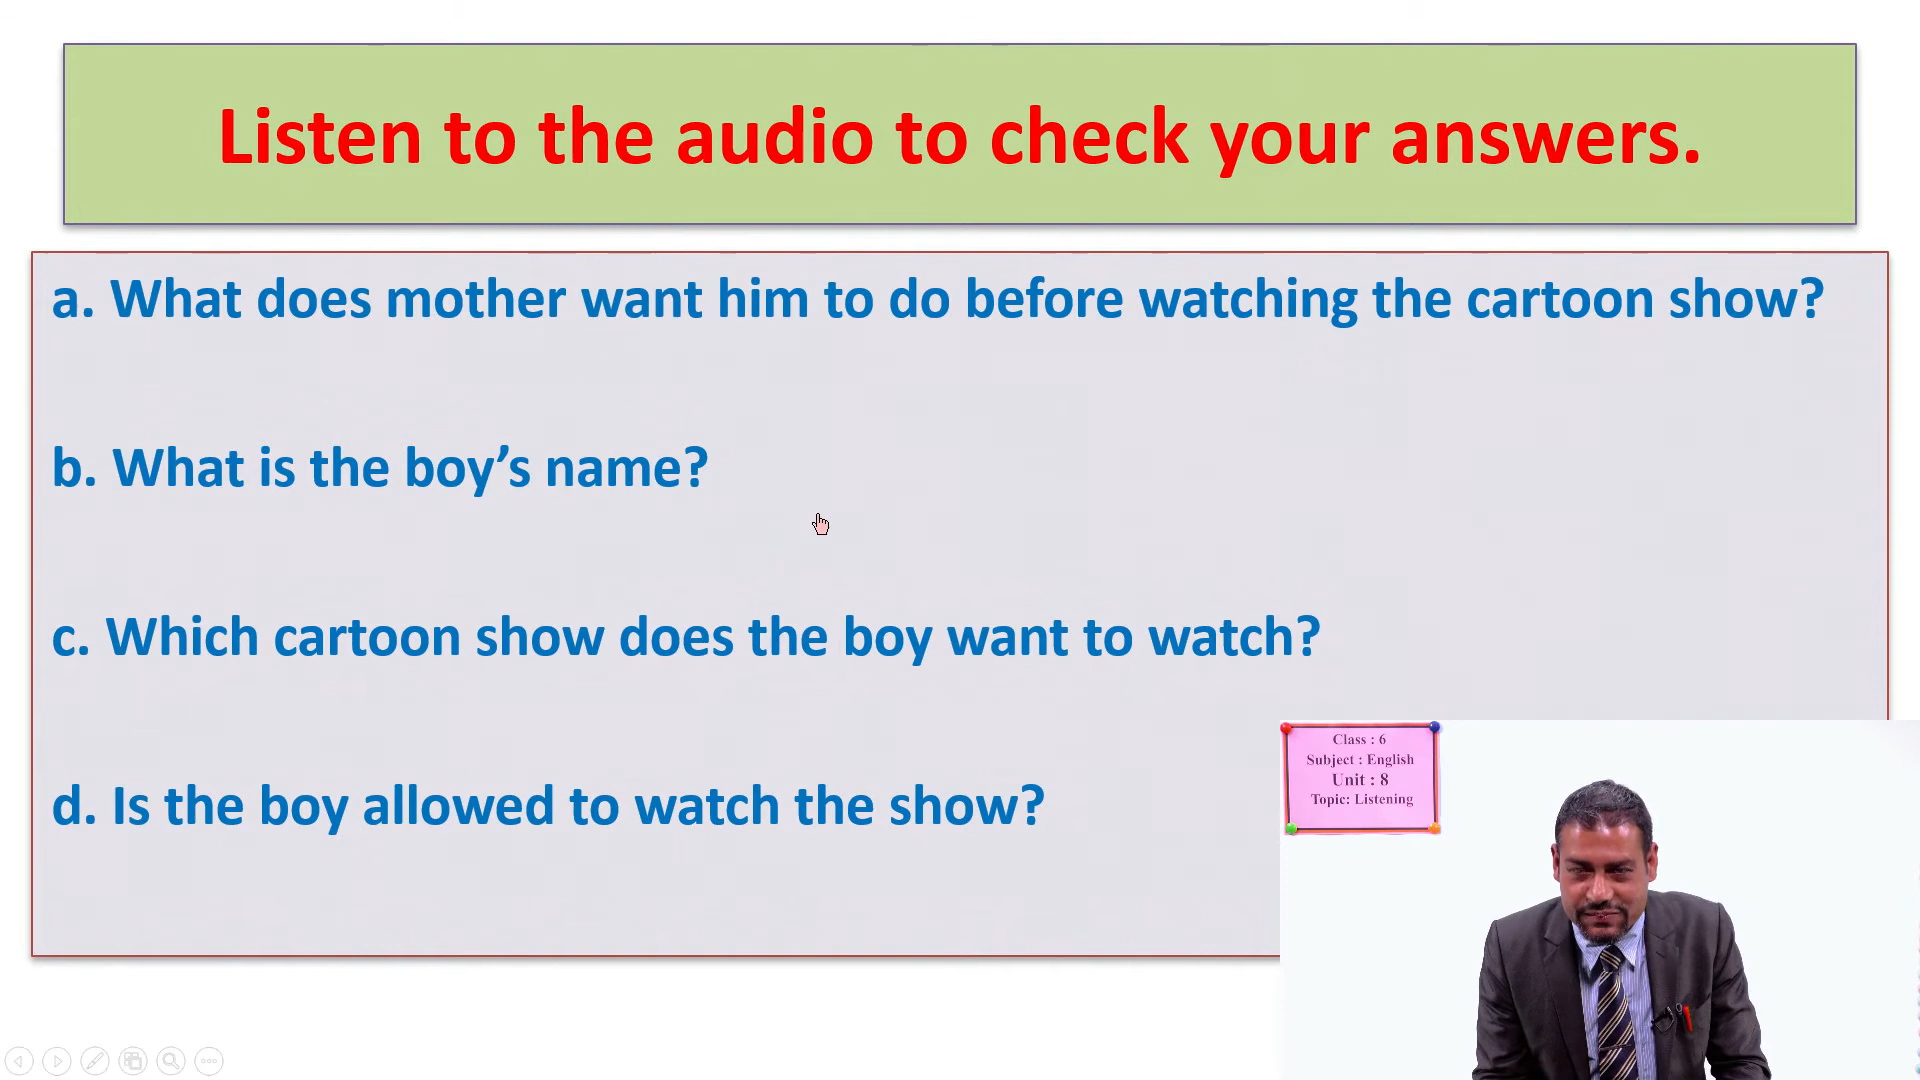 Listen to the audio to check your answers.
a. What does mother want him to do before watching the cartoon show?
b. What is the boy’s name?
c. Which cartoon show does the boy want to watch?
d. Is the boy allowed to watch the show?
Class : 6
Subject : English
Unit : 8
Topic: Listening